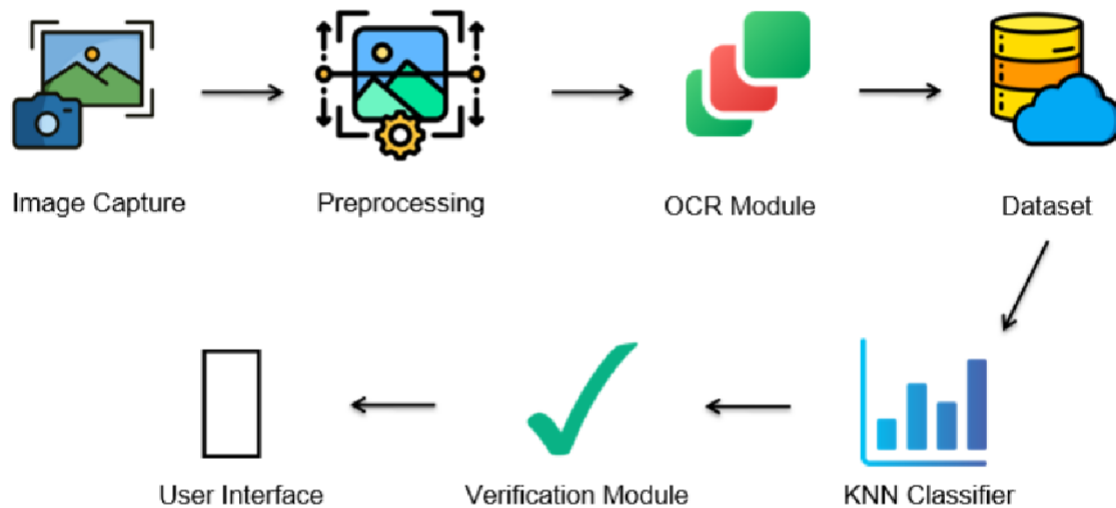 Image Capture
Preprocessing
OCR Module
Dataset
User Interface
Verification Module
KNN Classifier